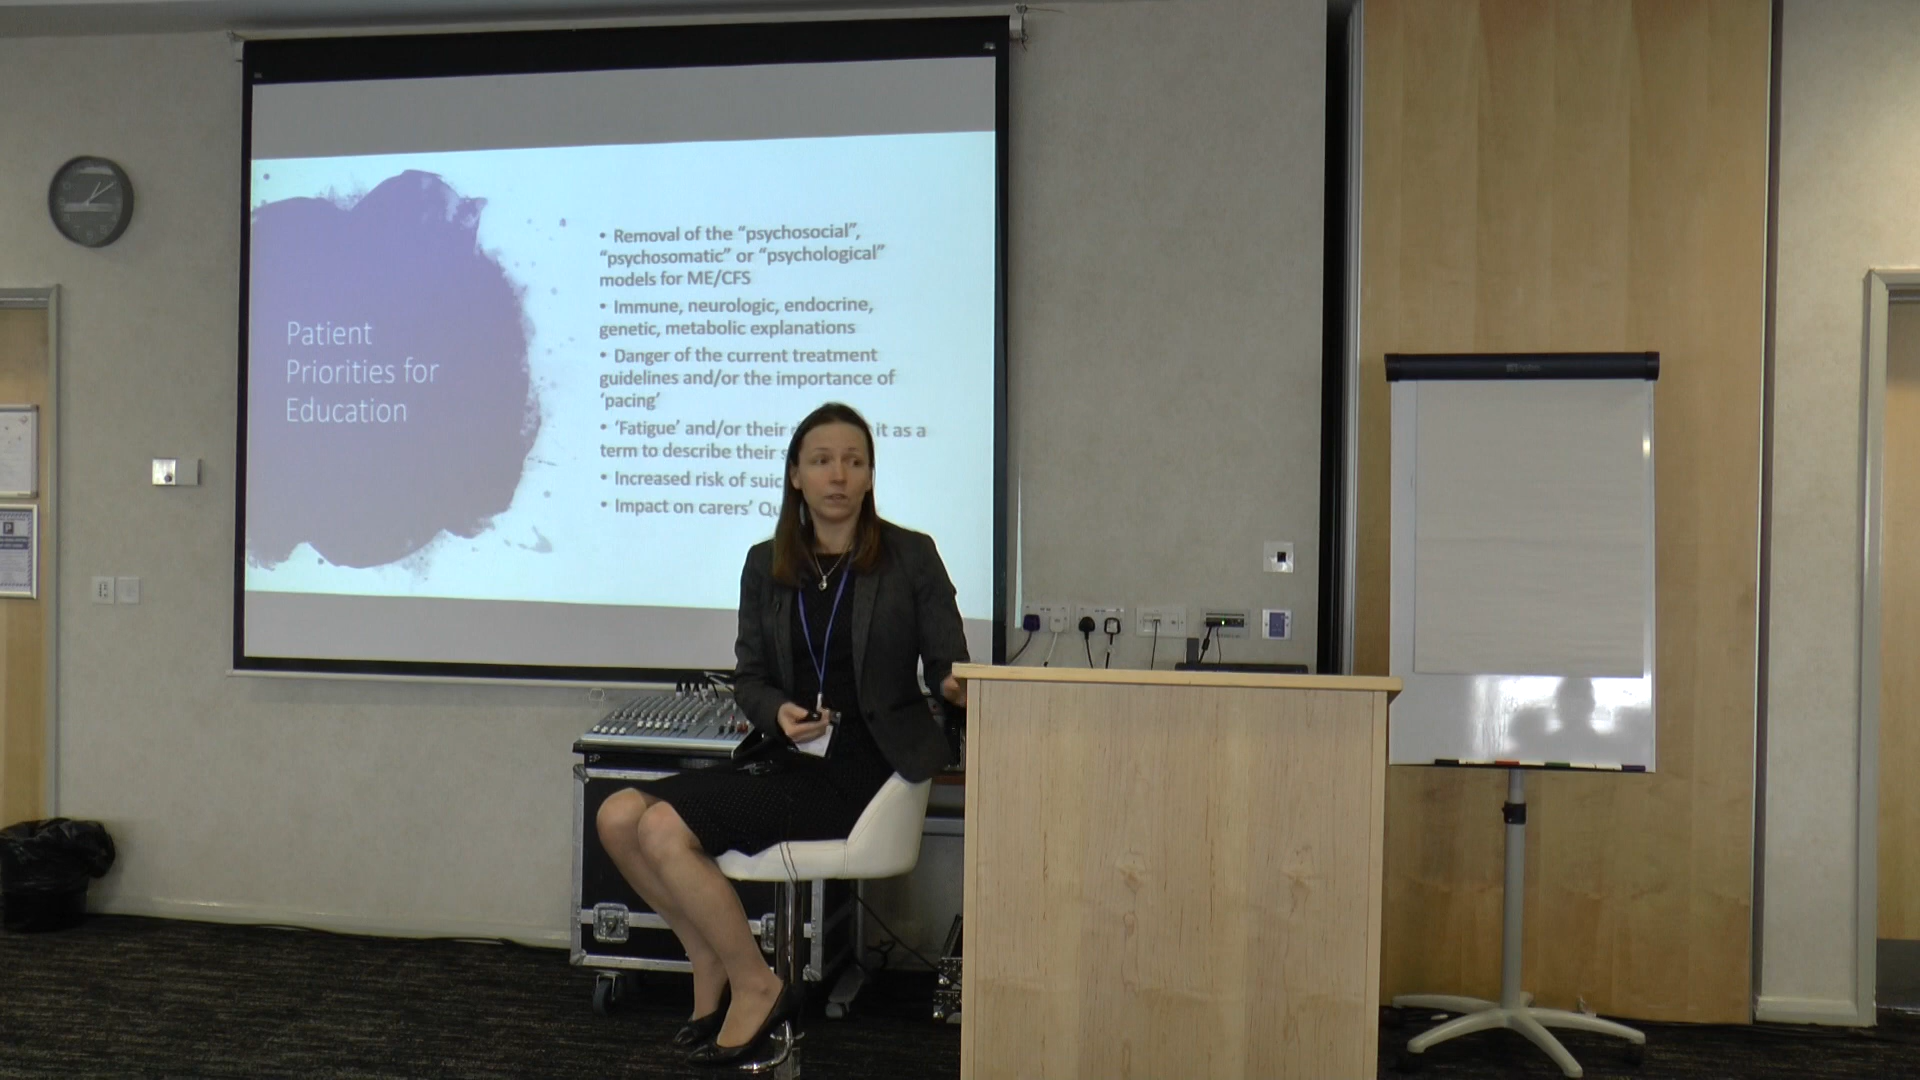 Patient
Priorities for
Education
• Removal of the “psychosocial”,
“psychosomatic” or “psychological”
models for ME/CFS
• Immune, neurologic, endocrine,
genetic, metabolic explanations
• Danger of the current treatment
guidelines and/or the importance of
‘pacing’
• ‘Fatigue’ and/or their it as a
term to describe their
• Increased risk of
• Impact on carers’